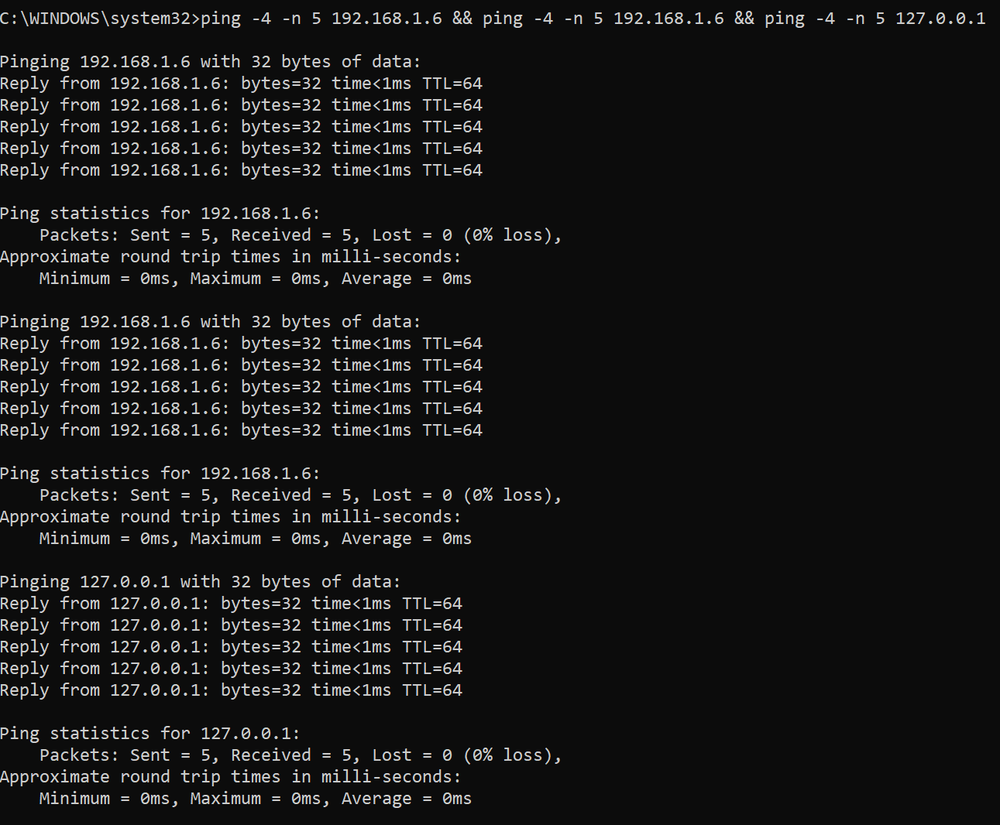 C:\WINDOWS\system32>ping -4 -n 5 192.168.1.6 && ping -4 -n 5 192.168.1.6 && ping -4 -n 5 127.0.0.1
Pinging 192.168.1.6 with 32 bytes of data:
Reply from 192.168.1.6: bytes=32 time<1ms TTL=64
Reply from 192.168.1.6: bytes=32 time<1ms TTL=64
Reply from 192.168.1.6: bytes=32 time<1ms TTL=64
Reply from 192.168.1.6: bytes=32 time<1ms TTL=64
Reply from 192.168.1.6: bytes=32 time<1ms TTL=64
Ping statistics for 192.168.1.6:
    Packets: Sent = 5, Received = 5, Lost = 0 (0% loss),
Approximate round trip times in milli-seconds:
    Minimum = 0ms, Maximum = 0ms, Average = 0ms
Pinging 192.168.1.6 with 32 bytes of data:
Reply from 192.168.1.6: bytes=32 time<1ms TTL=64
Reply from 192.168.1.6: bytes=32 time<1ms TTL=64
Reply from 192.168.1.6: bytes=32 time<1ms TTL=64
Reply from 192.168.1.6: bytes=32 time<1ms TTL=64
Reply from 192.168.1.6: bytes=32 time<1ms TTL=64
Ping statistics for 192.168.1.6:
    Packets: Sent = 5, Received = 5, Lost = 0 (0% loss),
Approximate round trip times in milli-seconds:
    Minimum = 0ms, Maximum = 0ms, Average = 0ms
Pinging 127.0.0.1 with 32 bytes of data:
Reply from 127.0.0.1: bytes=32 time<1ms TTL=64
Reply from 127.0.0.1: bytes=32 time<1ms TTL=64
Reply from 127.0.0.1: bytes=32 time<1ms TTL=64
Reply from 127.0.0.1: bytes=32 time<1ms TTL=64
Reply from 127.0.0.1: bytes=32 time<1ms TTL=64
Ping statistics for 127.0.0.1:
    Packets: Sent = 5, Received = 5, Lost = 0 (0% loss),
Approximate round trip times in milli-seconds:
    Minimum = 0ms, Maximum = 0ms, Average = 0ms